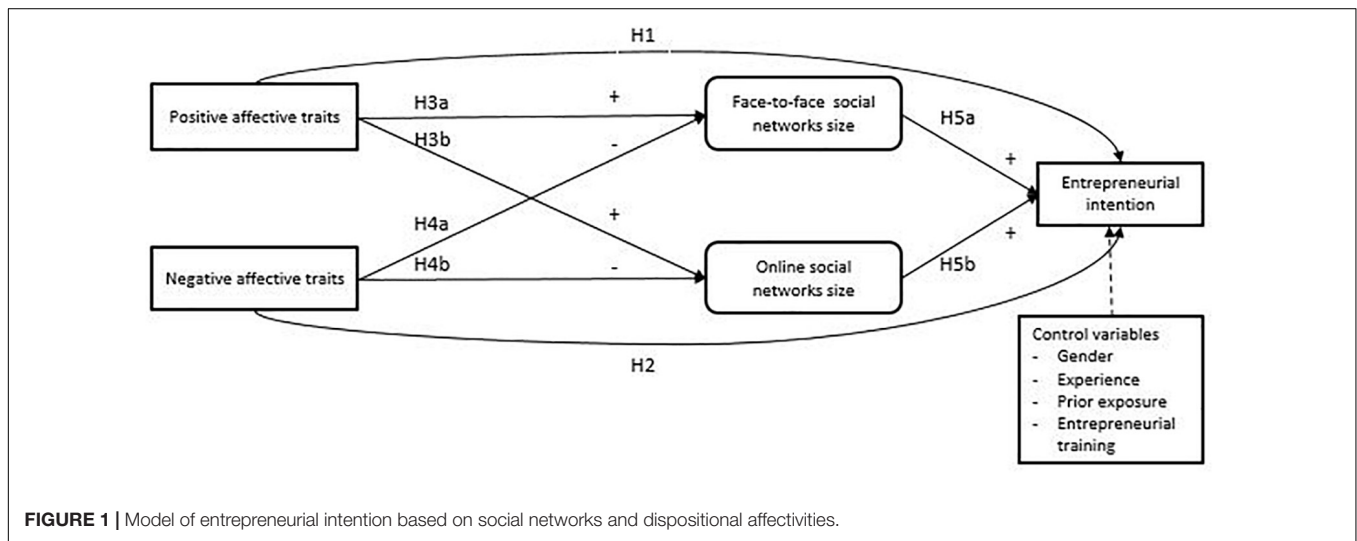 H1
Positive affective traits
H3a
+
H3b
-
Face-to-face social
networks size
H5a
+
Entrepreneurial
intention
H4a
+
+
Negative affective traits
H4b
-
Online social
networks size
H5b
H2
Control variables
- Gender
- Experience
- Prior exposure
- Entrepreneurial
training
FIGURE 1 | Model of entrepreneurial intention based on social networks and dispositional affectivities.